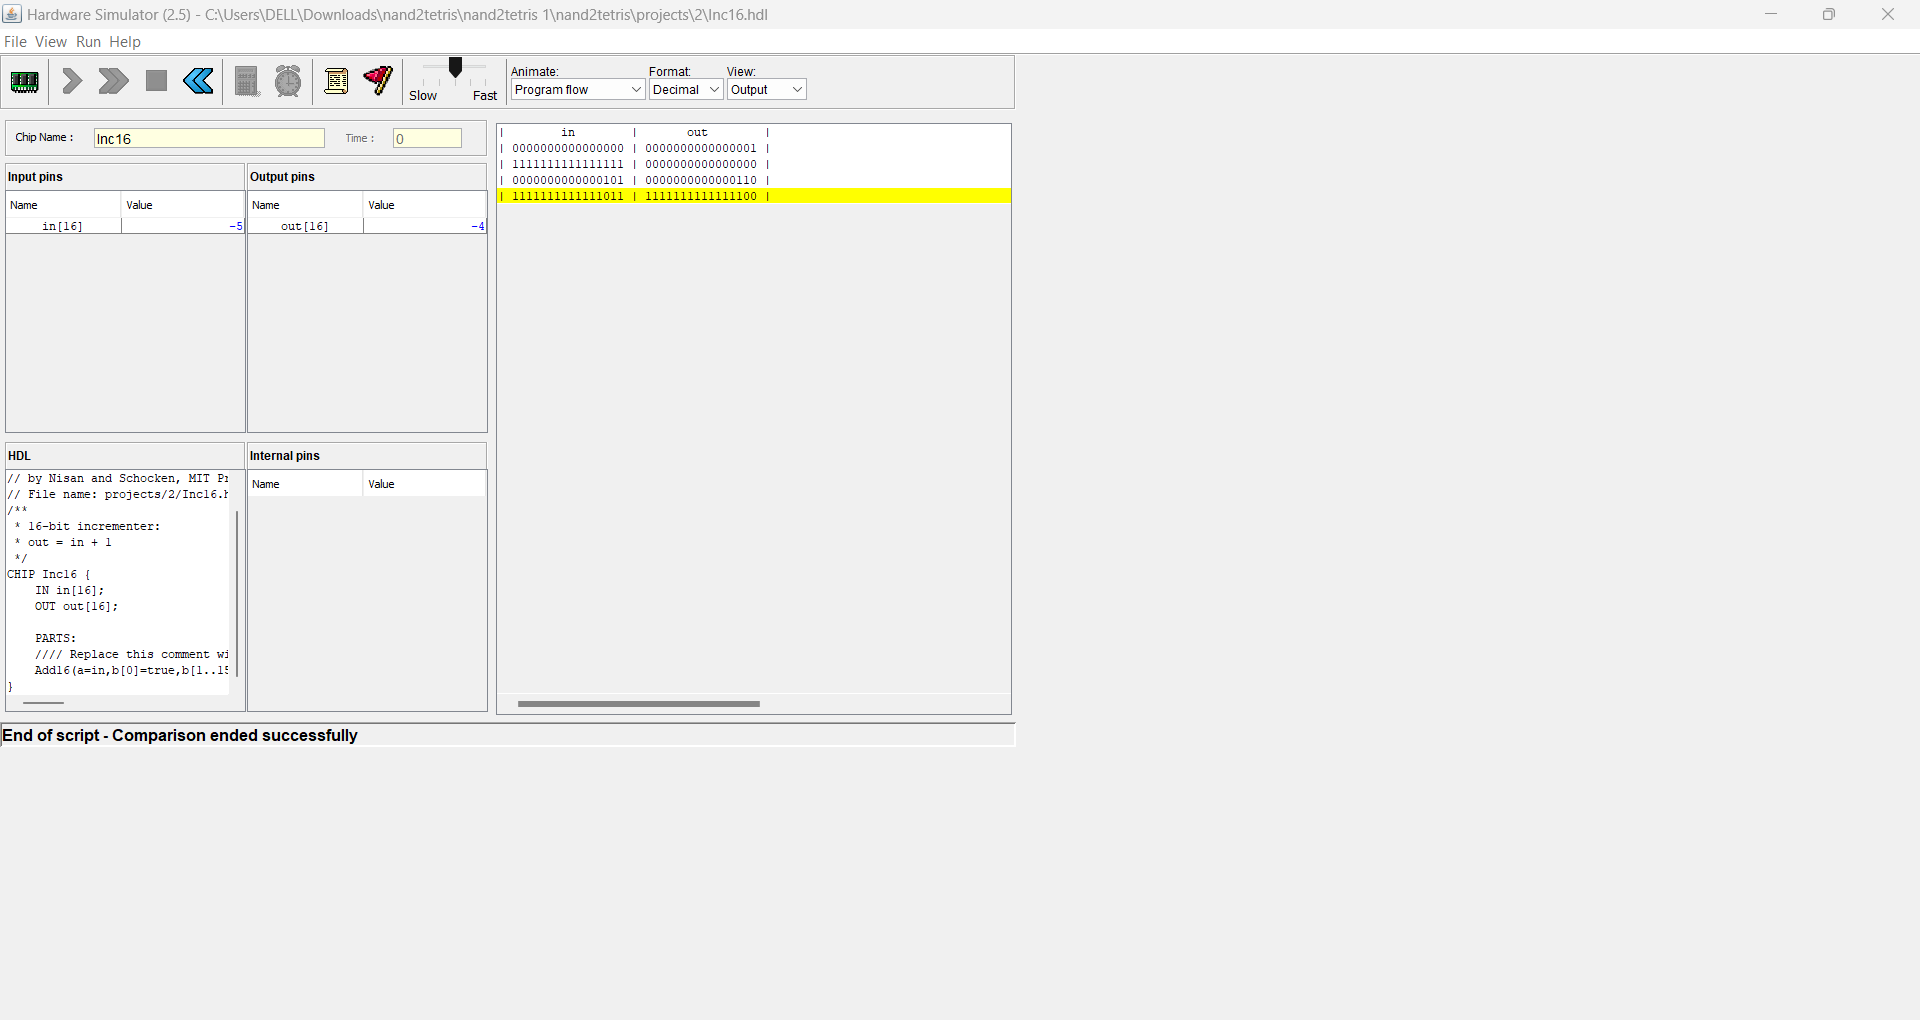 Hardware Simulator (2.5) - C:\Users\DELL\Downloads\nand2tetris\nand2tetris 1\nand2tetris\projects\2\Inc16.hdl
File View Run Help
Slow Fast
Animate: Format: View:
Program flow Decimal Output
Chip Name : Inc16 Time : 0
Input pins
Name Value
in[16] -5
Output pins
Name Value
out[16] -4
| in | out |
| 0000000000000000 | 0000000000000001 |
| 1111111111111111 | 0000000000000000 |
| 0000000000000101 | 0000000000000110 |
| 1111111111111011 | 1111111111111100 |
HDL
// by Nisan and Schocken, MIT Pr
// File name: projects/2/Inc16.h
/**
* 16-bit incrementer:
* out = in + 1
*/
CHIP Inc16 {
IN in[16];
OUT out[16];
PARTS:
//// Replace this comment wi
Add16(a=in,b[0]=true,b[1..15
}
Internal pins
Name Value
End of script - Comparison ended successfully